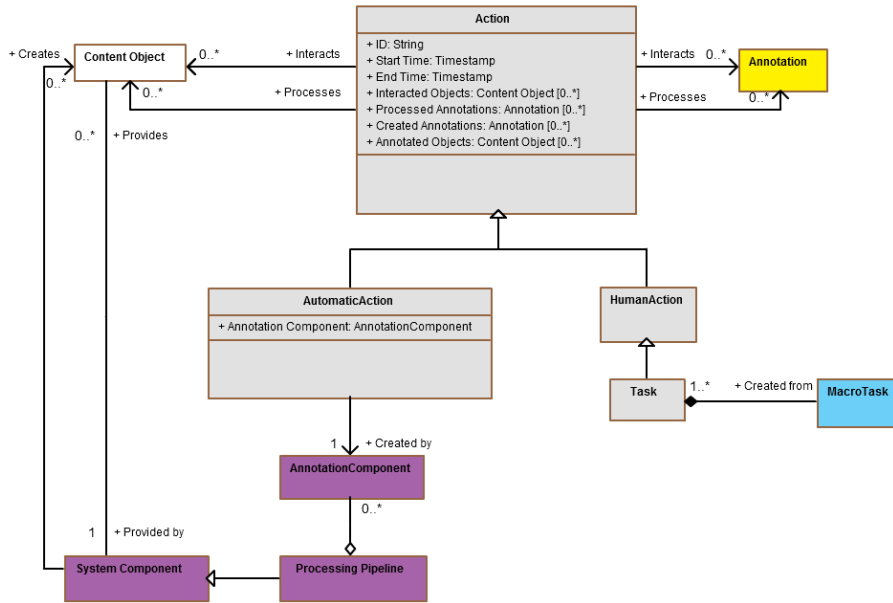 Action
+ Creates
Content Object
0..*
+ Interacts
+ ID: String
+ Start Time: Timestamp
+ End Time: Timestamp
+ Interacted Objects: Content Object [0..*]
+ Processed Annotations: Annotation [0..*]
+ Created Annotations: Annotation [0..*]
+ Annotated Objects: Content Object [0..*]
+ Interacts
0..*
Annotation
0..*
0..*
+ Processes
+ Processes
0..*
0..*
+ Provides
AutomaticAction
+ Annotation Component: AnnotationComponent
HumanAction
Task
1..*
+ Created from
MacroTask
1
+ Created by
AnnotationComponent
0..*
1
+ Provided by
System Component
Processing Pipeline